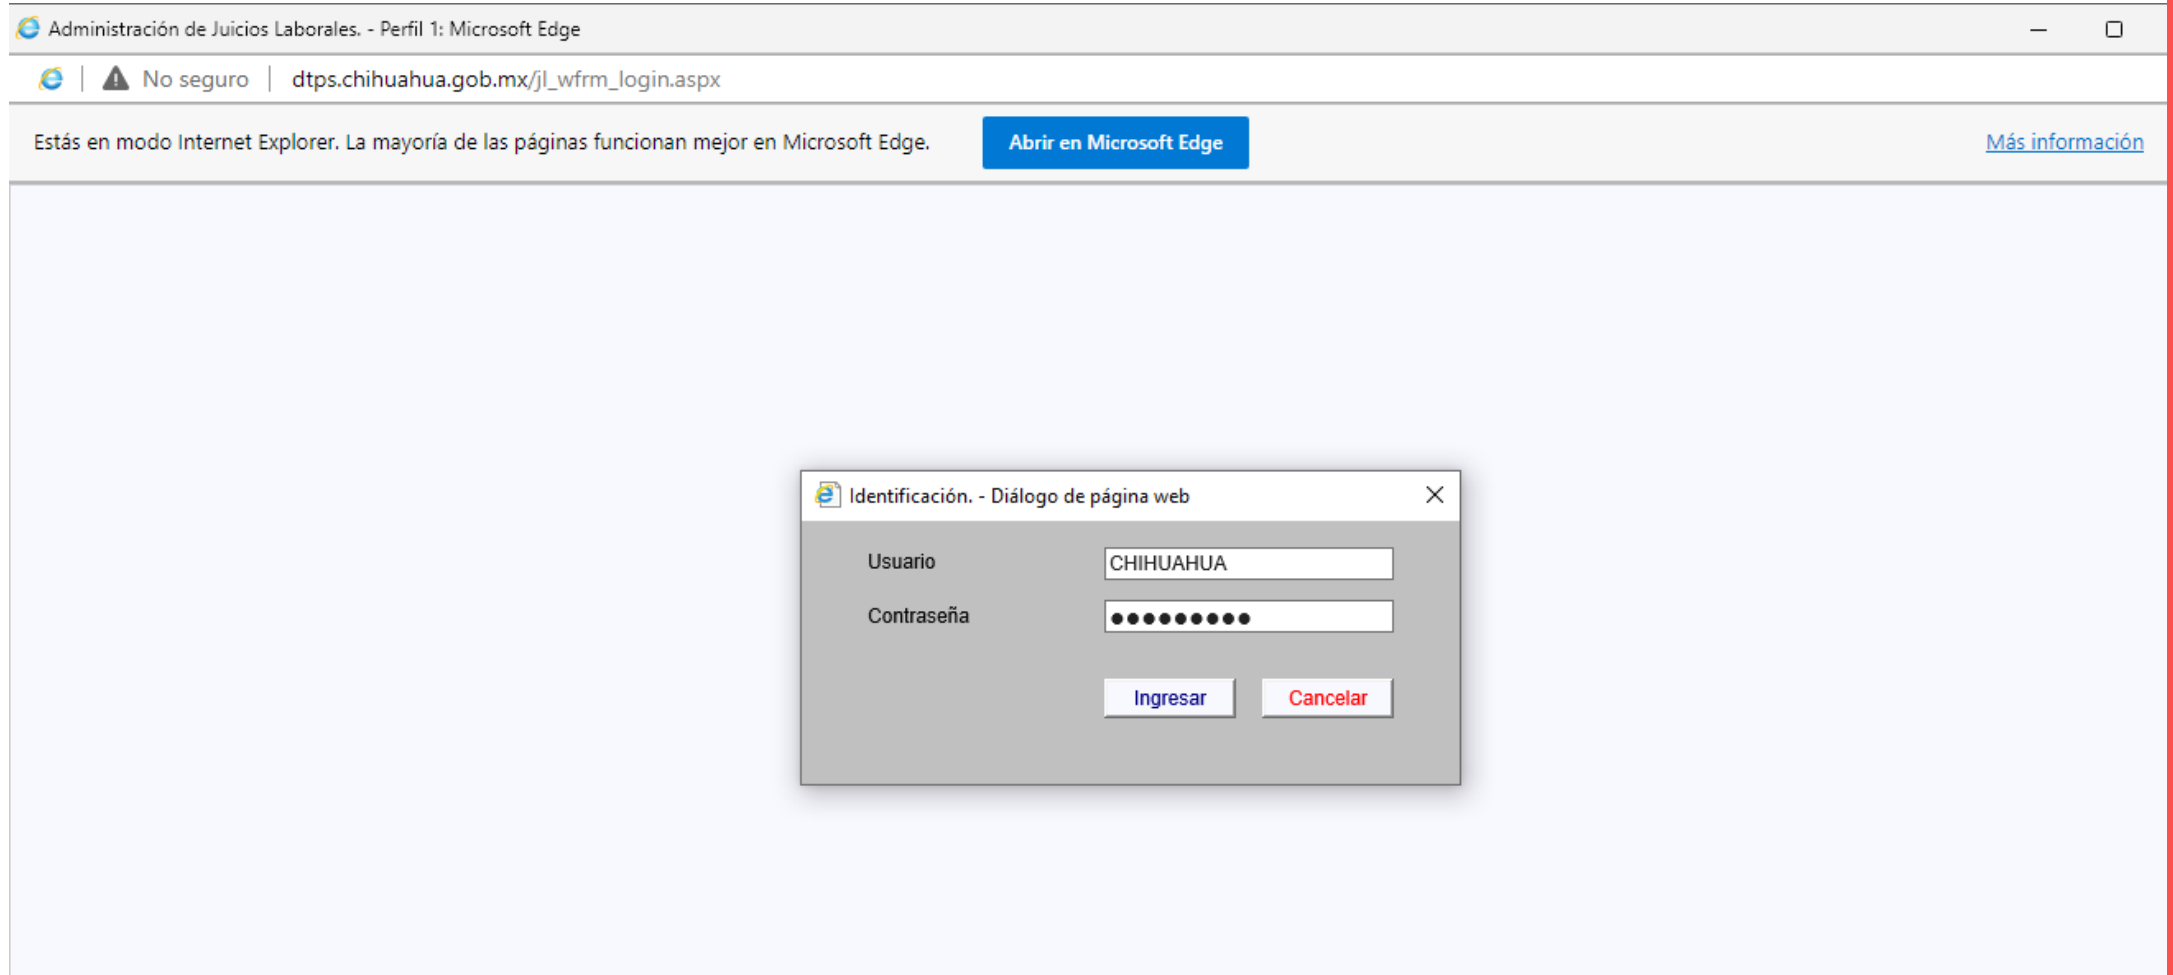 Administración de Juicios Laborales. - Perfil 1: Microsoft Edge
No seguro | dtps.chihuahua.gob.mx/jl_wfrm_login.aspx
Estás en modo Internet Explorer. La mayoría de las páginas funcionan mejor en Microsoft Edge. Abrir en Microsoft Edge Más información
Identificación. - Diálogo de página web
Usuario CHIHUAHUA
Contraseña ●●●●●●●●●
Ingresar Cancelar